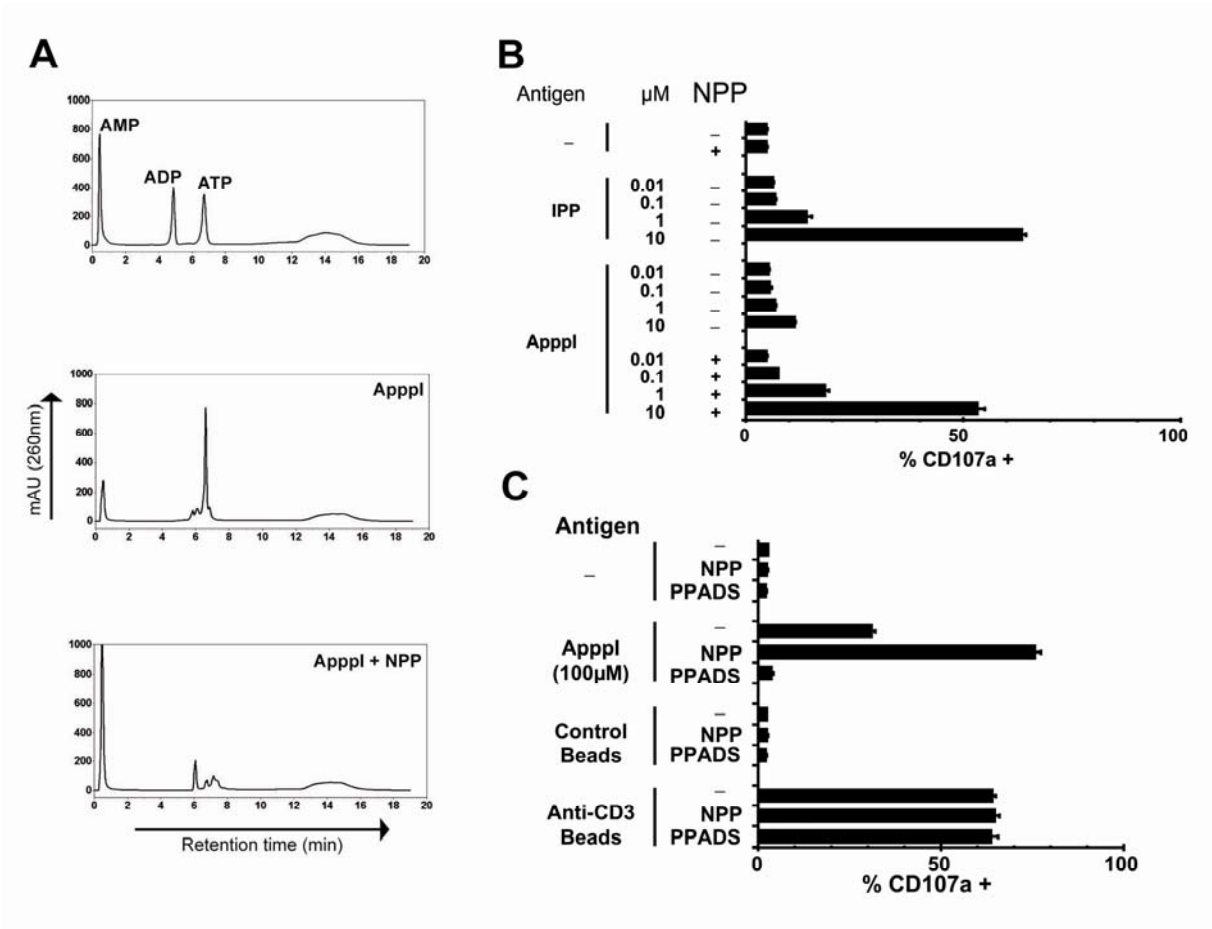 A
1000
800
600
400
200
0
AMP
ADP
ATP
0 2 4 6 8 10 12 14 16 18 20
mAU (260nm)
1000
800
600
400
200
0
ApppI
0 2 4 6 8 10 12 14 16 18 20
1000
800
600
400
200
0
ApppI + NPP
0 2 4 6 8 10 12 14 16 18 20
Retention time (min)
B
Antigen µM NPP
– –
+
IPP
0.01 –
0.1 –
1 –
10 –
ApppI
0.01 –
0.1 –
1 –
10 –
0.01 +
0.1 +
1 +
10 +
0 50 100
% CD107a +
C
Antigen
–
–
NPP
PPADS
ApppI
(100µM)
–
NPP
PPADS
Control
Beads
–
NPP
PPADS
Anti-CD3
Beads
–
NPP
PPADS
0 50 100
% CD107a +